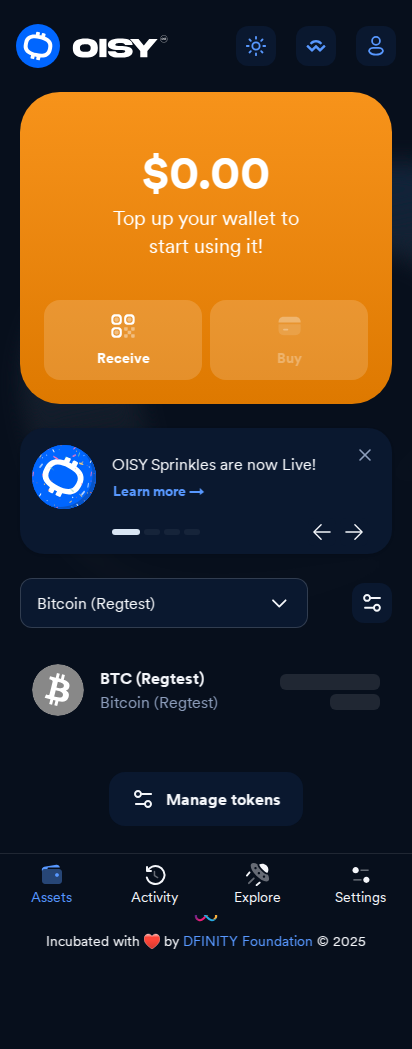 OISY
$0.00
Top up your wallet to
start using it!
Receive
Buy
OISY Sprinkles are now Live!
Learn more →
Bitcoin (Regtest)
BTC (Regtest)
Bitcoin (Regtest)
Manage tokens
Assets
Activity
Explore
Settings
Incubated with ❤️ by DFINITY Foundation © 2025